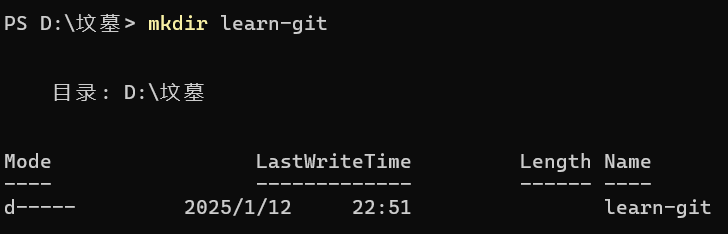 PS D:\坟墓> mkdir learn-git
目录: D:\坟墓
Mode                 LastWriteTime         Length Name
----                 -------------         ------ ----
d-----         2025/1/12     22:51                learn-git